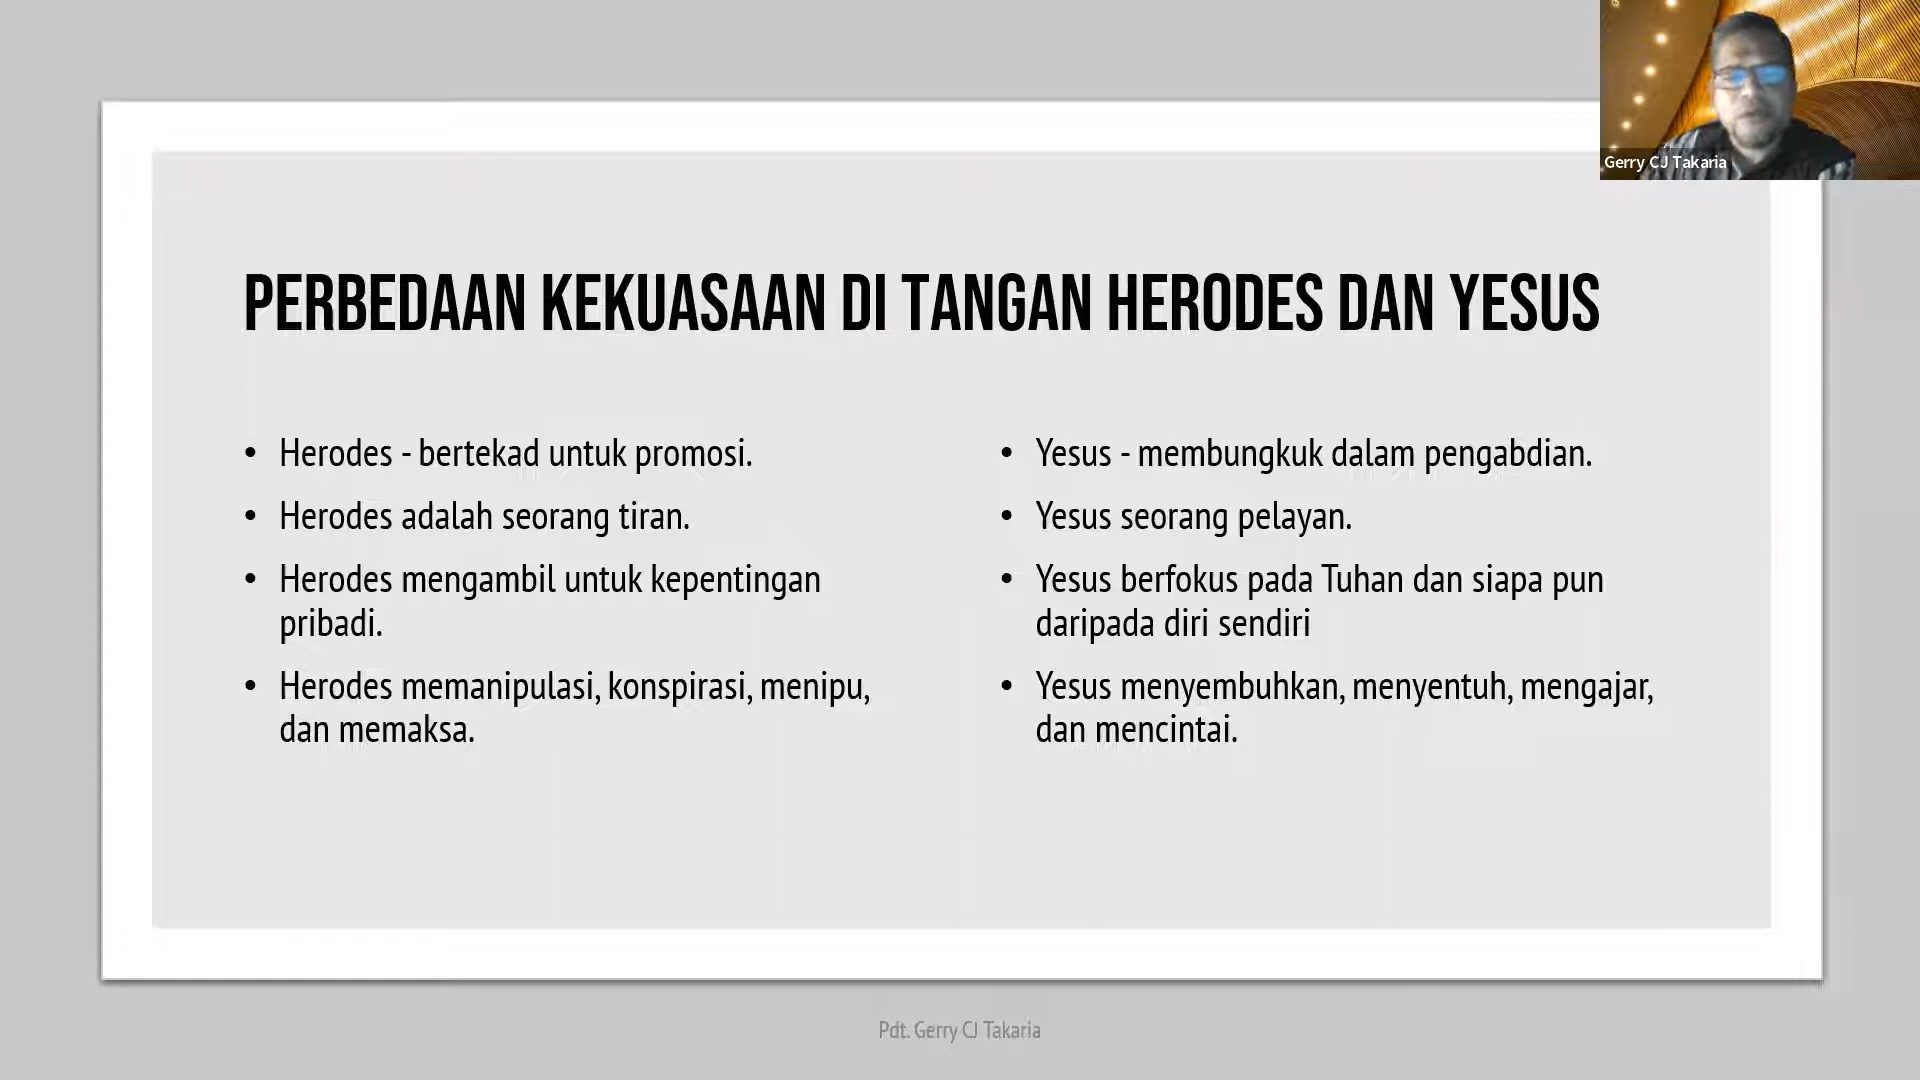 Gerry CJ Takaria
PERBEDAAN KEKUASAAN DI TANGAN HERODES DAN YESUS
• Herodes - bertekad untuk promosi.
• Herodes adalah seorang tiran.
• Herodes mengambil untuk kepentingan
pribadi.
• Herodes memanipulasi, konspirasi, menipu,
dan memaksa.
• Yesus - membungkuk dalam pengabdian.
• Yesus seorang pelayan.
• Yesus berfokus pada Tuhan dan siapa pun
daripada diri sendiri
• Yesus menyembuhkan, menyentuh, mengajar,
dan mencintai.
Pdt. Gerry CJ Takaria